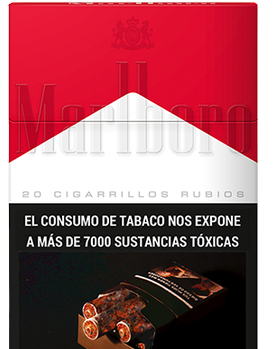 Marlboro
20 CIGARRILLOS RUBIOS
EL CONSUMO DE TABACO NOS EXPONE
A MÁS DE 7000 SUSTANCIAS TÓXICAS